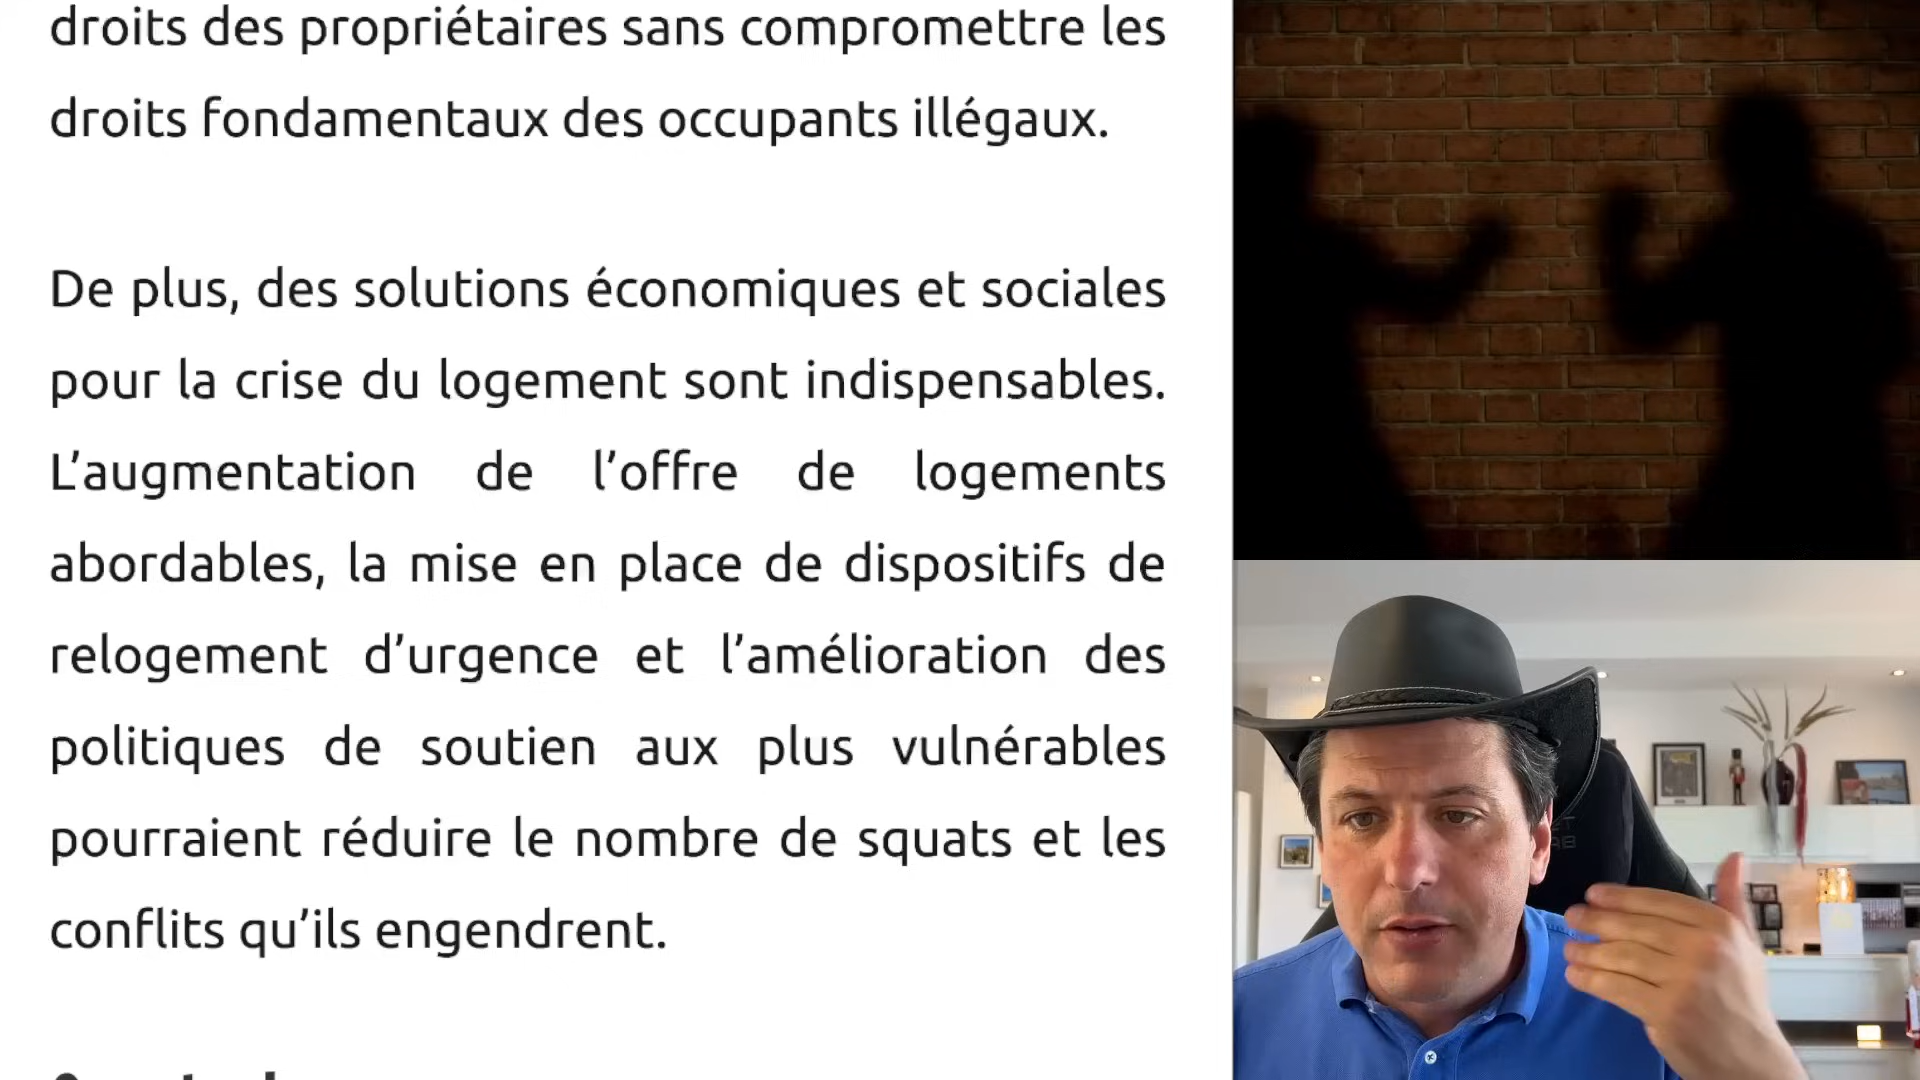 droits des propriétaires sans compromettre les
droits fondamentaux des occupants illégaux.
De plus, des solutions économiques et sociales
pour la crise du logement sont indispensables.
L’augmentation de l’offre de logements
abordables, la mise en place de dispositifs de
relogement d’urgence et l’amélioration des
politiques de soutien aux plus vulnérables
pourraient réduire le nombre de squats et les
conflits qu’ils engendrent.